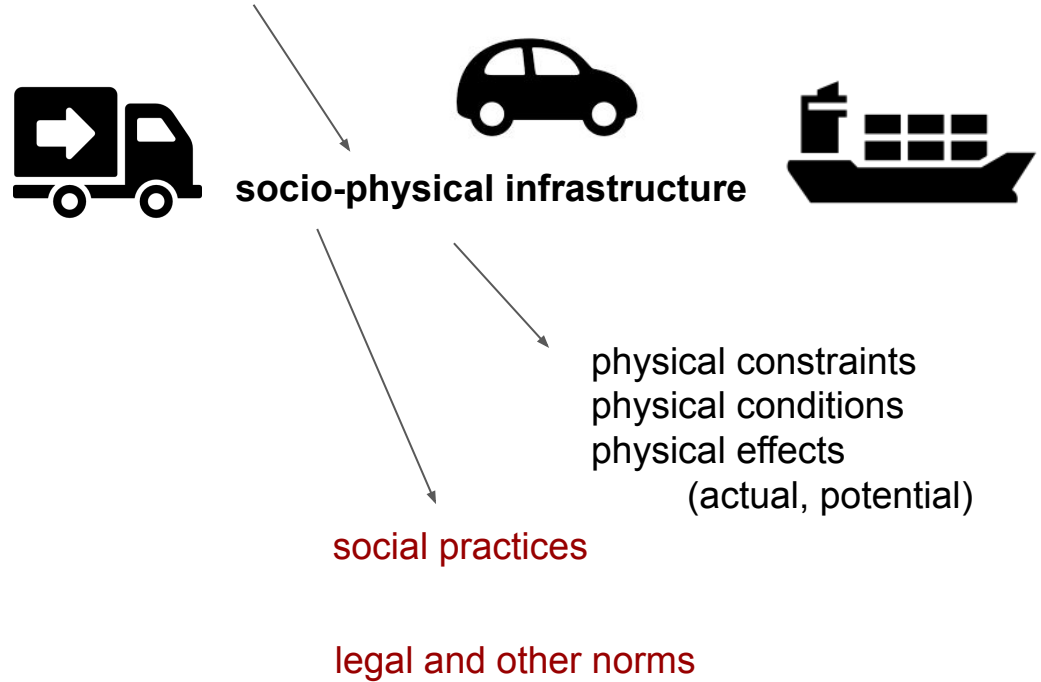 socio-physical infrastructure
physical constraints
physical conditions
physical effects
(actual, potential)
social practices
legal and other norms